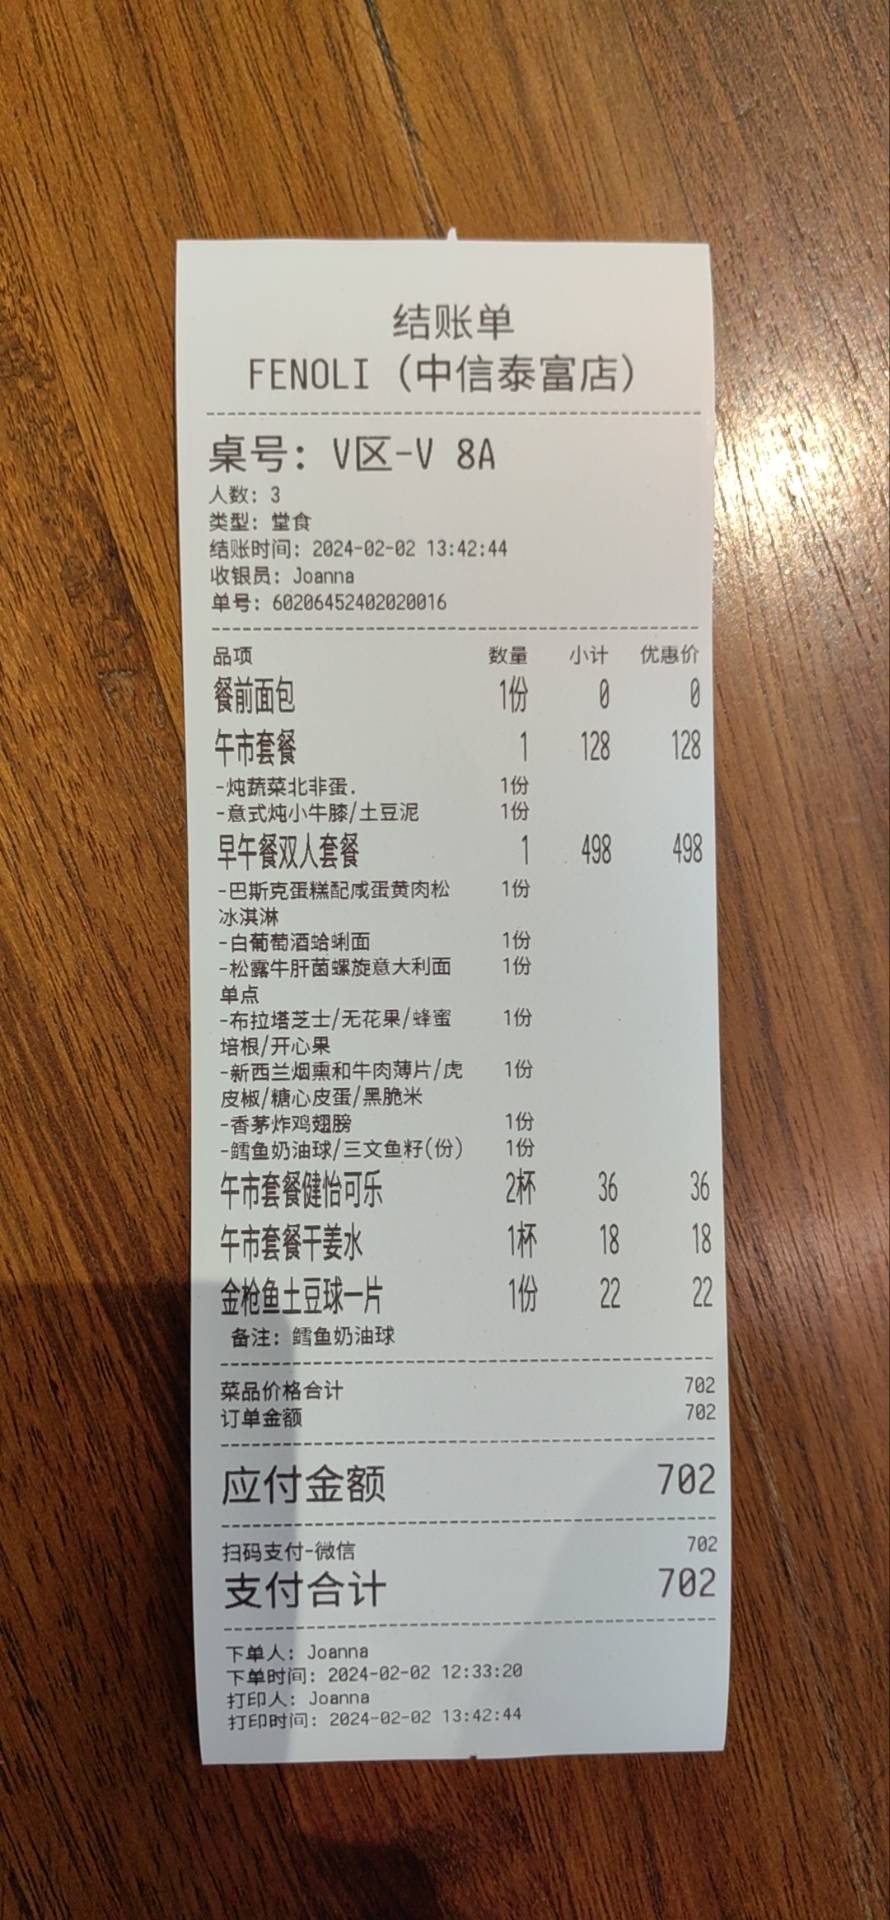 结账单
FENOLI（中信泰富店）
桌号: V区-V 8A
人数: 3
类型: 堂食
结账时间: 2024-02-02 13:42:44
收银员: Joanna
单号: 60206452402020016
品项 数量 小计 优惠价
餐前面包 1份 0 0
午市套餐 1 128 128
-炖蔬菜北非蛋. 1份
-意式炖小牛膝/土豆泥 1份
早午餐双人套餐 1 498 498
-巴斯克蛋糕配咸蛋黄肉松 1份
冰淇淋
-白葡萄酒蛤蜊面 1份
-松露牛肝菌螺旋意大利面 1份
单点
-布拉塔芝士/无花果/蜂蜜 1份
培根/开心果
-新西兰烟熏和牛肉薄片/虎 1份
皮椒/糖心皮蛋/黑脆米
-香茅炸鸡翅膀 1份
-鳕鱼奶油球/三文鱼籽(份) 1份
午市套餐健怡可乐 2杯 36 36
午市套餐干姜水 1杯 18 18
金枪鱼土豆球一片 1份 22 22
备注: 鳕鱼奶油球
菜品价格合计 702
订单金额 702
应付金额 702
扫码支付-微信 702
支付合计 702
下单人: Joanna
下单时间: 2024-02-02 12:33:20
打印人: Joanna
打印时间: 2024-02-02 13:42:44